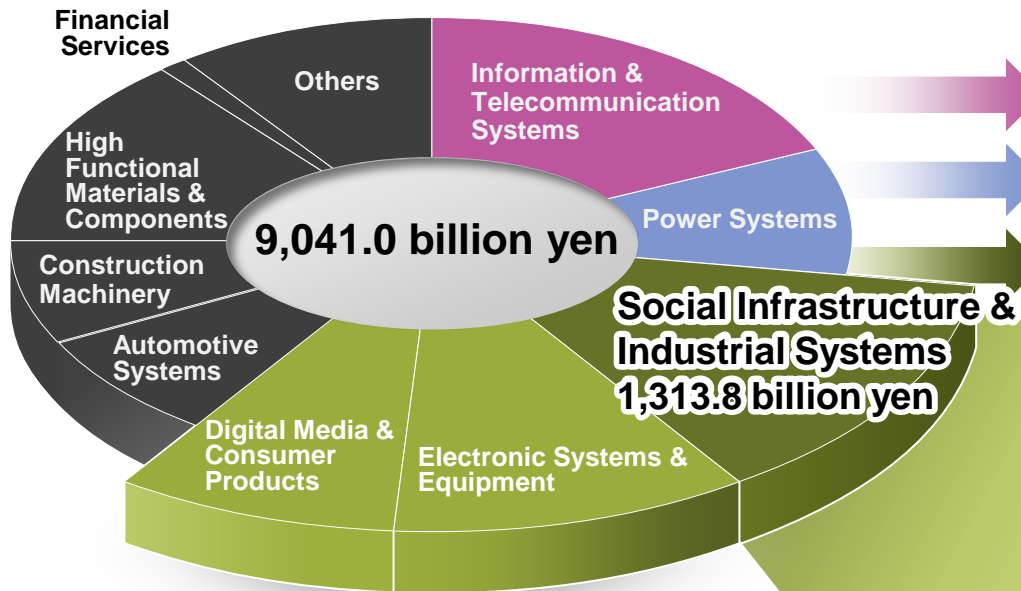 Financial
Services
Others
Information &
Telecommunication
Systems
High
Functional
Materials &
Components
Power Systems
9,041.0 billion yen
Construction
Machinery
Social Infrastructure &
Industrial Systems
1,313.8 billion yen
Automotive
Systems
Digital Media &
Consumer
Products
Electronic Systems &
Equipment